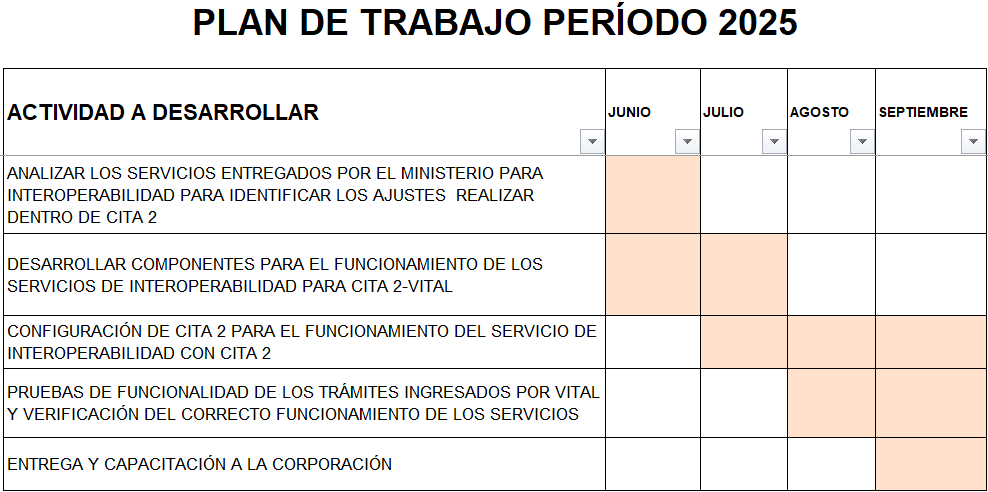 PLAN DE TRABAJO PERÍODO 2025
ACTIVIDAD A DESARROLLAR
JUNIO
JULIO
AGOSTO
SEPTIEMBRE
ANALIZAR LOS SERVICIOS ENTREGADOS POR EL MINISTERIO PARA
INTEROPERABILIDAD PARA IDENTIFICAR LOS AJUSTES  REALIZAR
DENTRO DE CITA 2
DESARROLLAR COMPONENTES PARA EL FUNCIONAMIENTO DE LOS
SERVICIOS DE INTEROPERABILIDAD PARA CITA 2-VITAL
CONFIGURACIÓN DE CITA 2 PARA EL FUNCIONAMIENTO DEL SERVICIO DE
INTEROPERABILIDAD CON CITA 2
PRUEBAS DE FUNCIONALIDAD DE LOS TRÁMITES INGRESADOS POR VITAL
Y VERIFICACIÓN DEL CORRECTO FUNCIONAMIENTO DE LOS SERVICIOS
ENTREGA Y CAPACITACIÓN A LA CORPORACIÓN